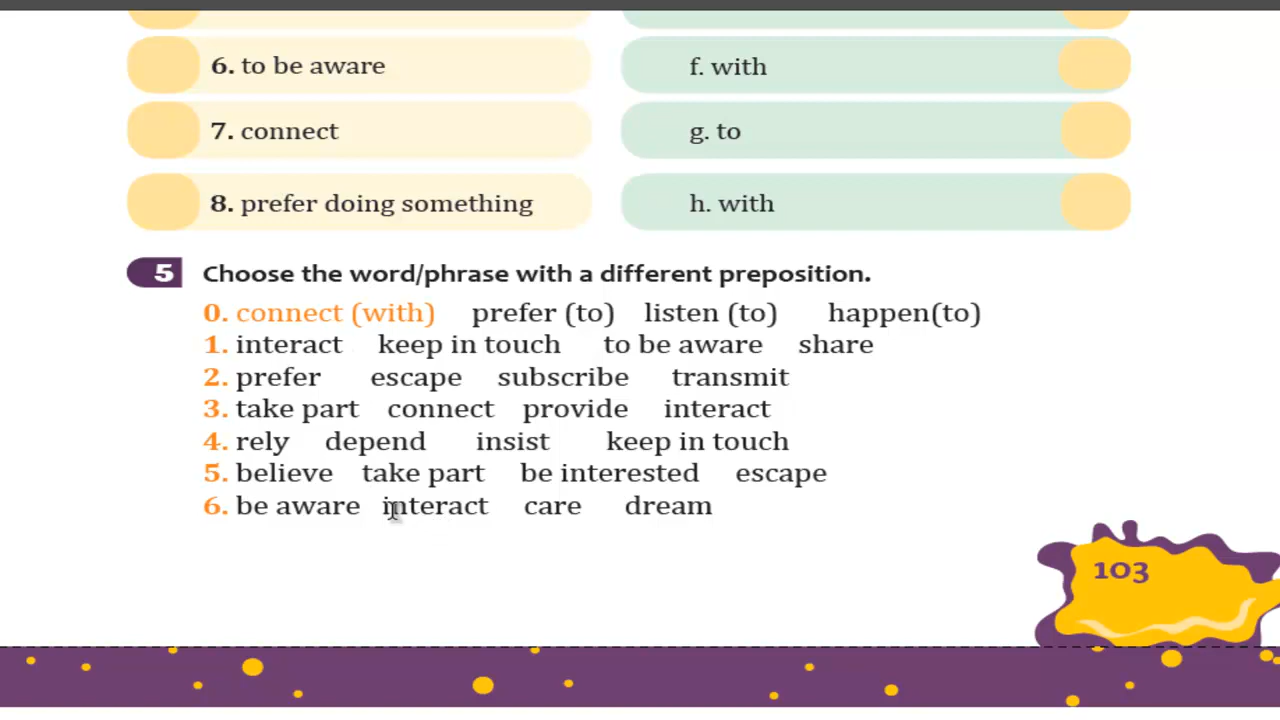 6. to be aware
f. with
7. connect
g. to
8. prefer doing something
h. with
5 Choose the word/phrase with a different preposition.
0. connect (with) prefer (to) listen (to) happen(to)
1. interact keep in touch to be aware share
2. prefer escape subscribe transmit
3. take part connect provide interact
4. rely depend insist keep in touch
5. believe take part be interested escape
6. be aware interact care dream
103